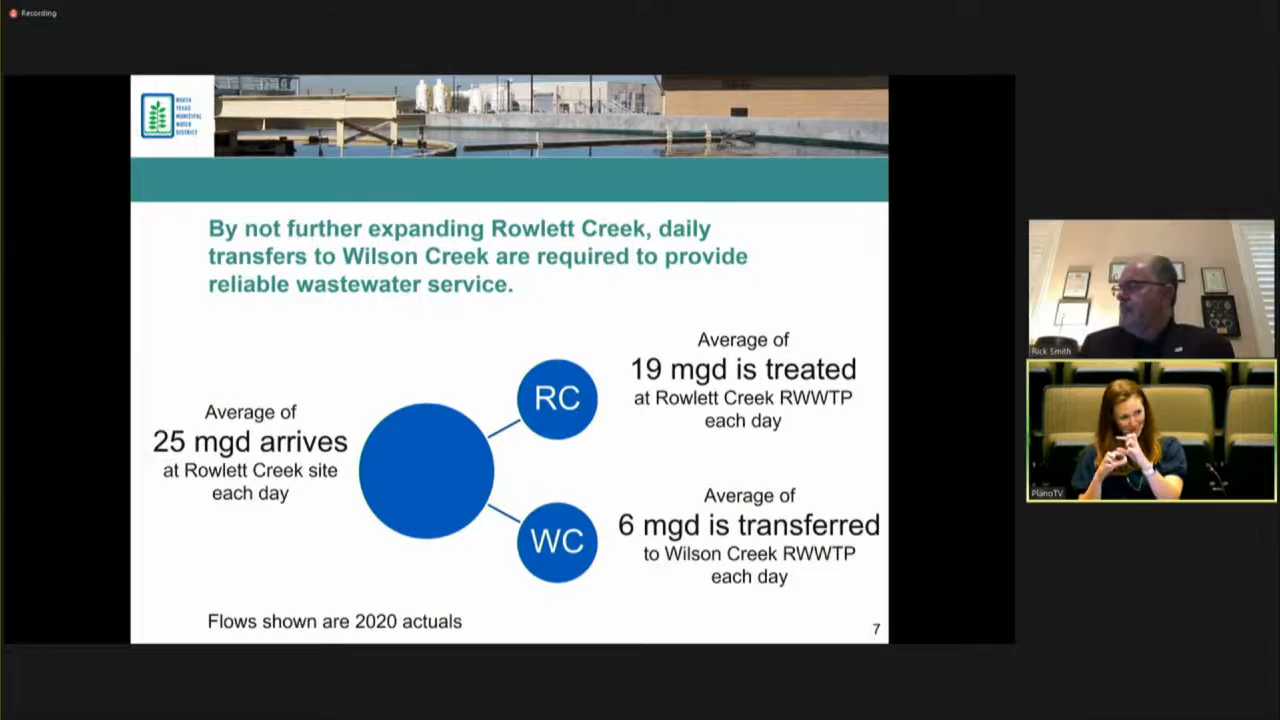 Recording
NORTH
TEXAS
MUNICIPAL
WATER
DISTRICT
By not further expanding Rowlett Creek, daily
transfers to Wilson Creek are required to provide
reliable wastewater service.
Average of
25 mgd arrives
at Rowlett Creek site
each day
RC
Average of
19 mgd is treated
at Rowlett Creek RWWTP
each day
WC
Average of
6 mgd is transferred
to Wilson Creek RWWTP
each day
Flows shown are 2020 actuals
7
Rick Smith
PlanoTV